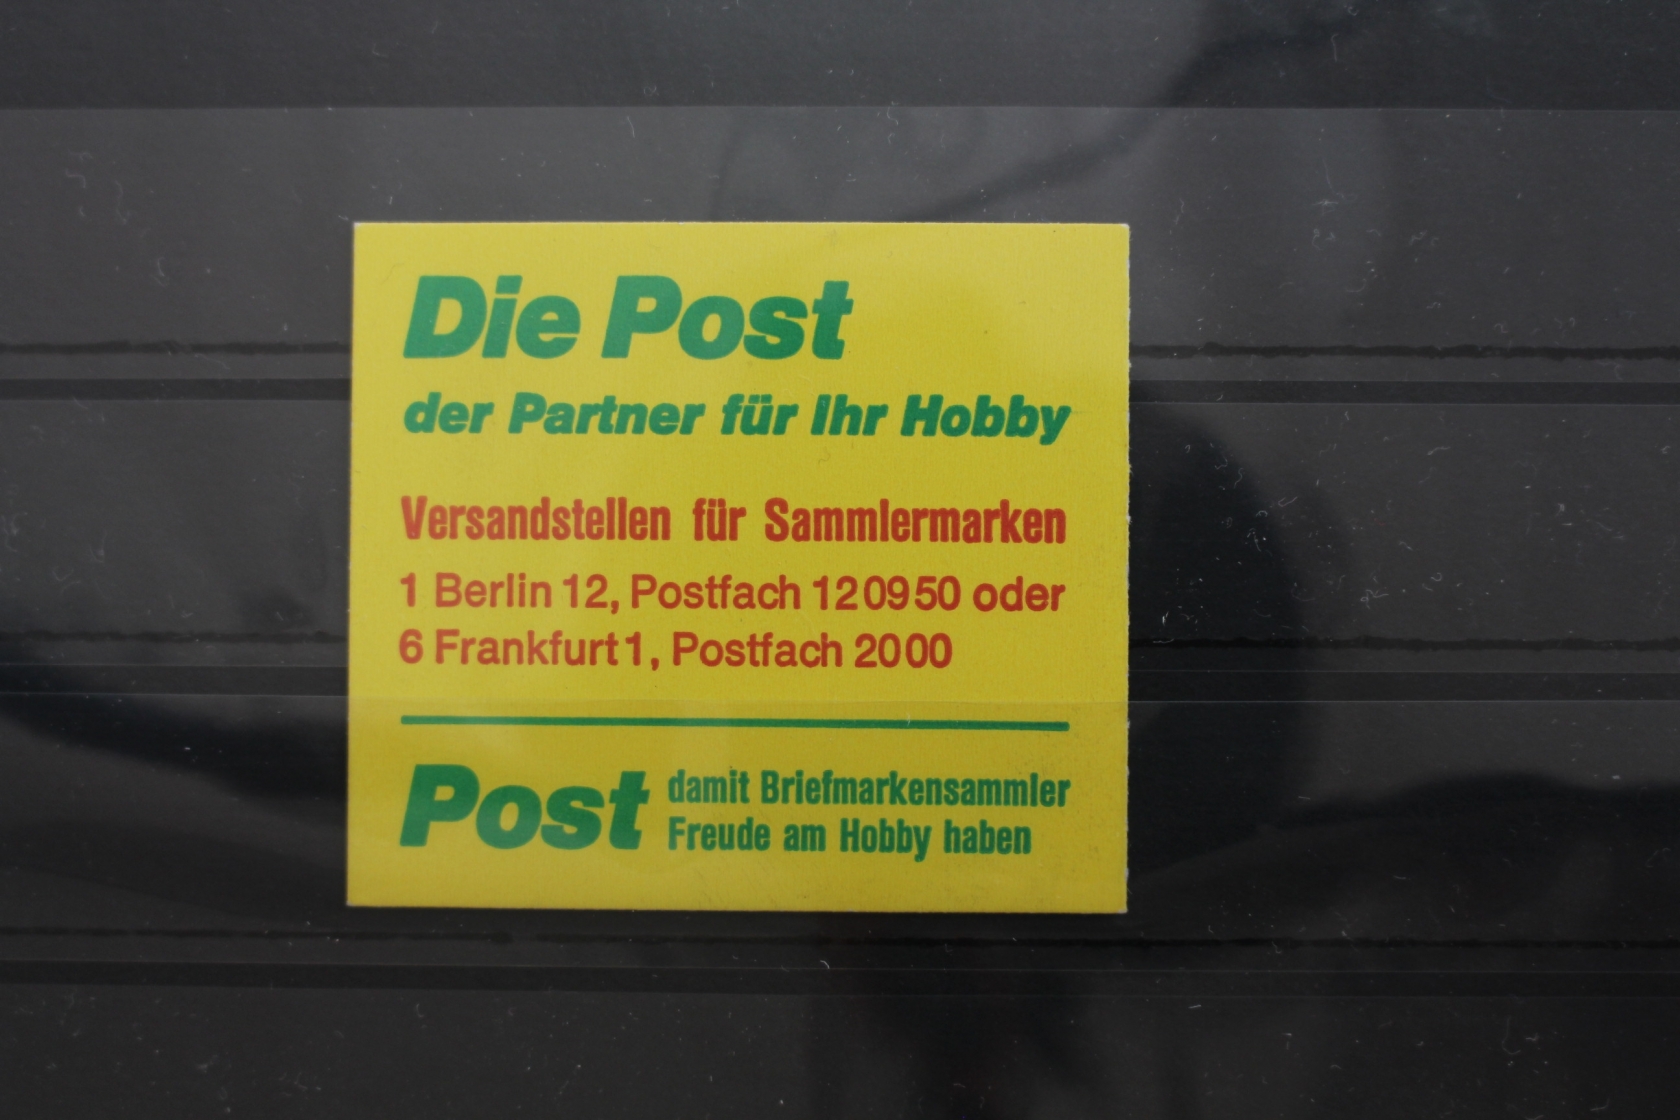 Die Post
der Partner für Ihr Hobby
Versandstellen für Sammlermarken
1 Berlin 12, Postfach 120950 oder
6 Frankfurt 1, Postfach 2000
Post damit Briefmarkensammler
Freude am Hobby haben